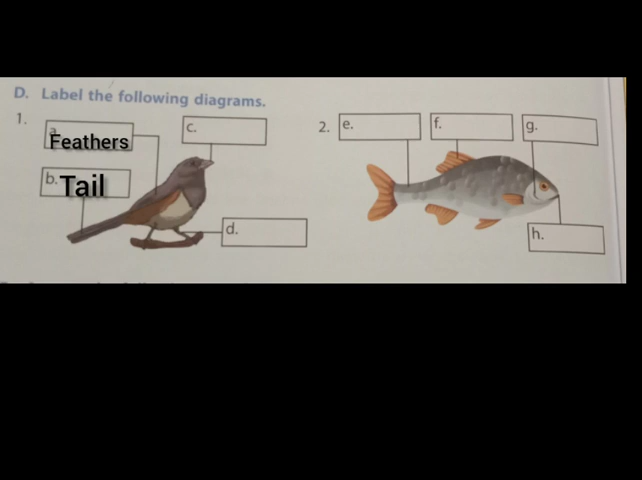 D. Label the following diagrams.
1.
a.
Feathers
b. Tail
c.
d.
2.
e.
f.
g.
h.